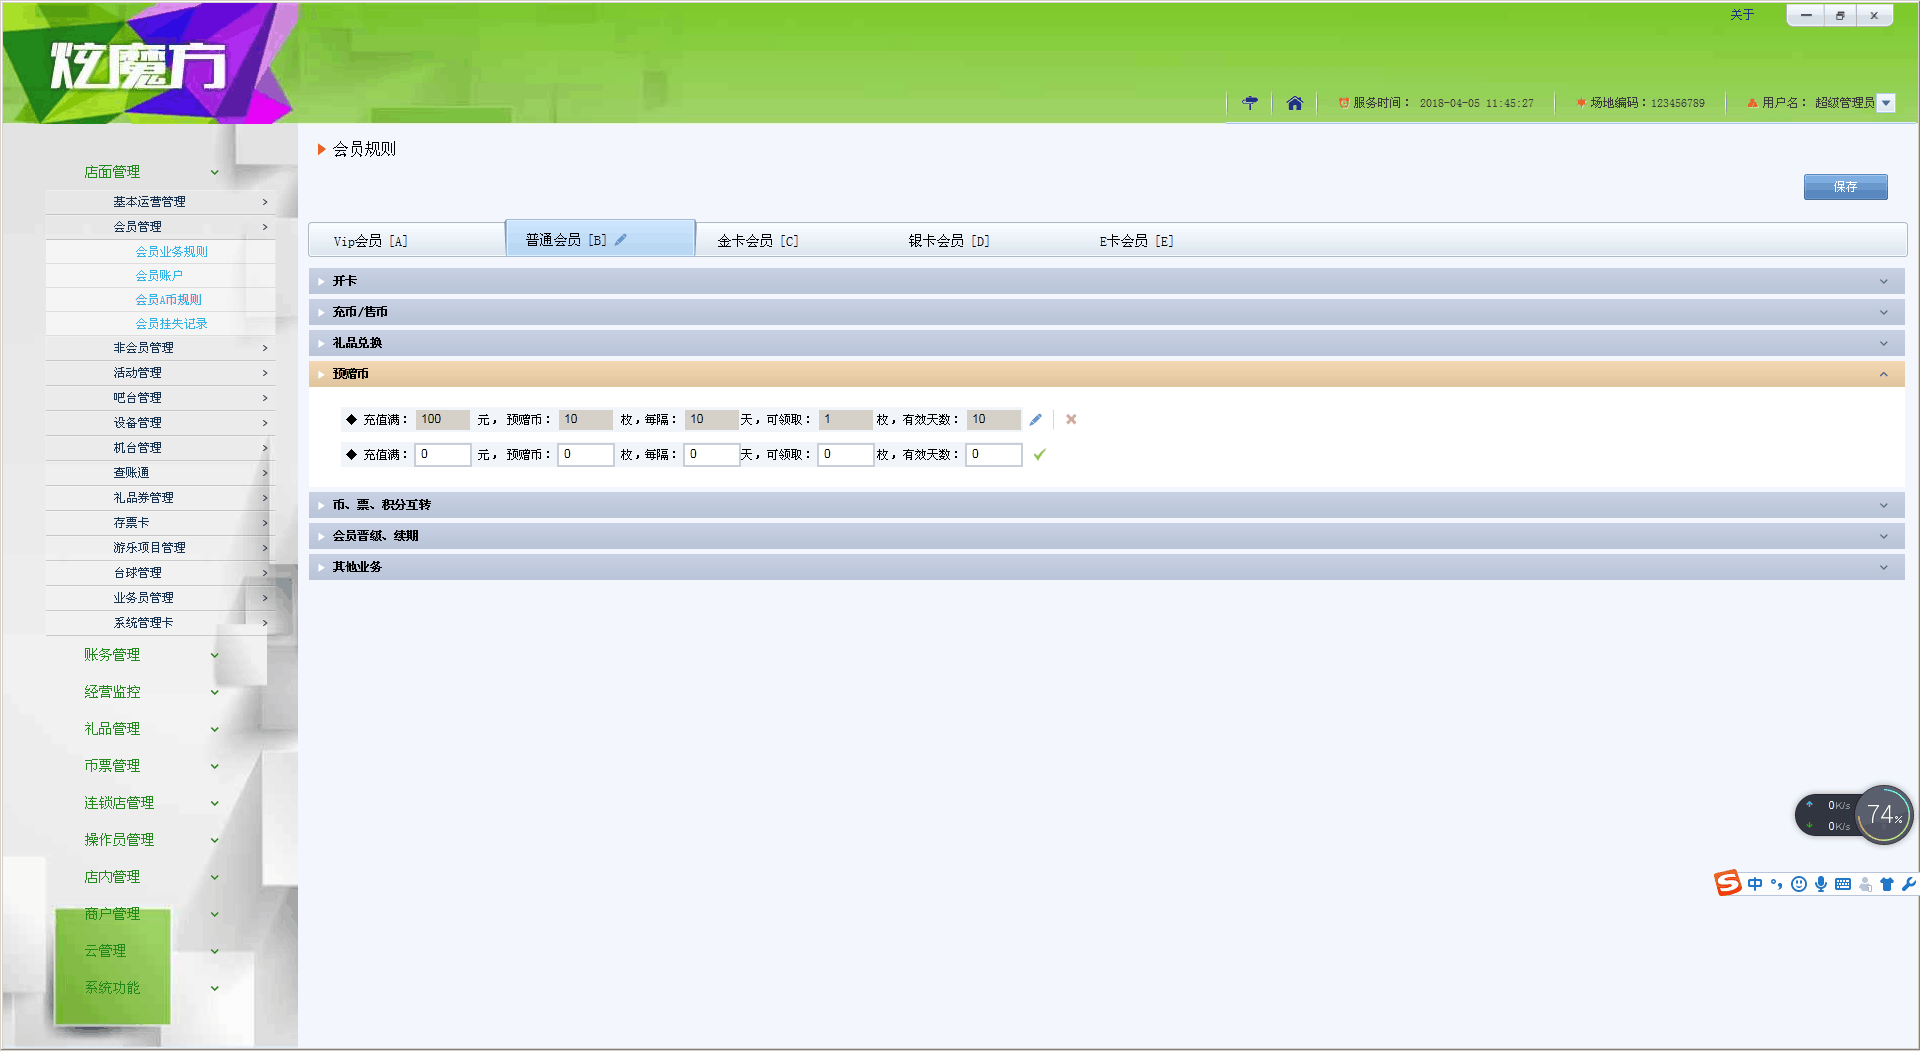 炫魔方
关于
服务时间： 2018-04-05 11:45:27
场地编码：123456789
用户名： 超级管理员
店面管理
基本运营管理
会员管理
会员业务规则
会员账户
会员A币规则
会员挂失记录
非会员管理
活动管理
吧台管理
设备管理
机台管理
查账通
礼品券管理
存票卡
游乐项目管理
台球管理
业务员管理
系统管理卡
账务管理
经营监控
礼品管理
币票管理
连锁店管理
操作员管理
店内管理
商户管理
云管理
系统功能
会员规则
保存
Vip会员 [A] 普通会员 [B] 金卡会员 [C] 银卡会员 [D] E卡会员 [E]
开卡
充币/售币
礼品兑换
预赠币
◆ 充值满： 100 元， 预赠币： 10 枚，每隔： 10 天，可领取： 1 枚，有效天数： 10
◆ 充值满： 0 元， 预赠币： 0 枚，每隔： 0 天，可领取： 0 枚，有效天数： 0
币、票、积分互转
会员晋级、续期
其他业务
0K/s
0K/s
74%
中